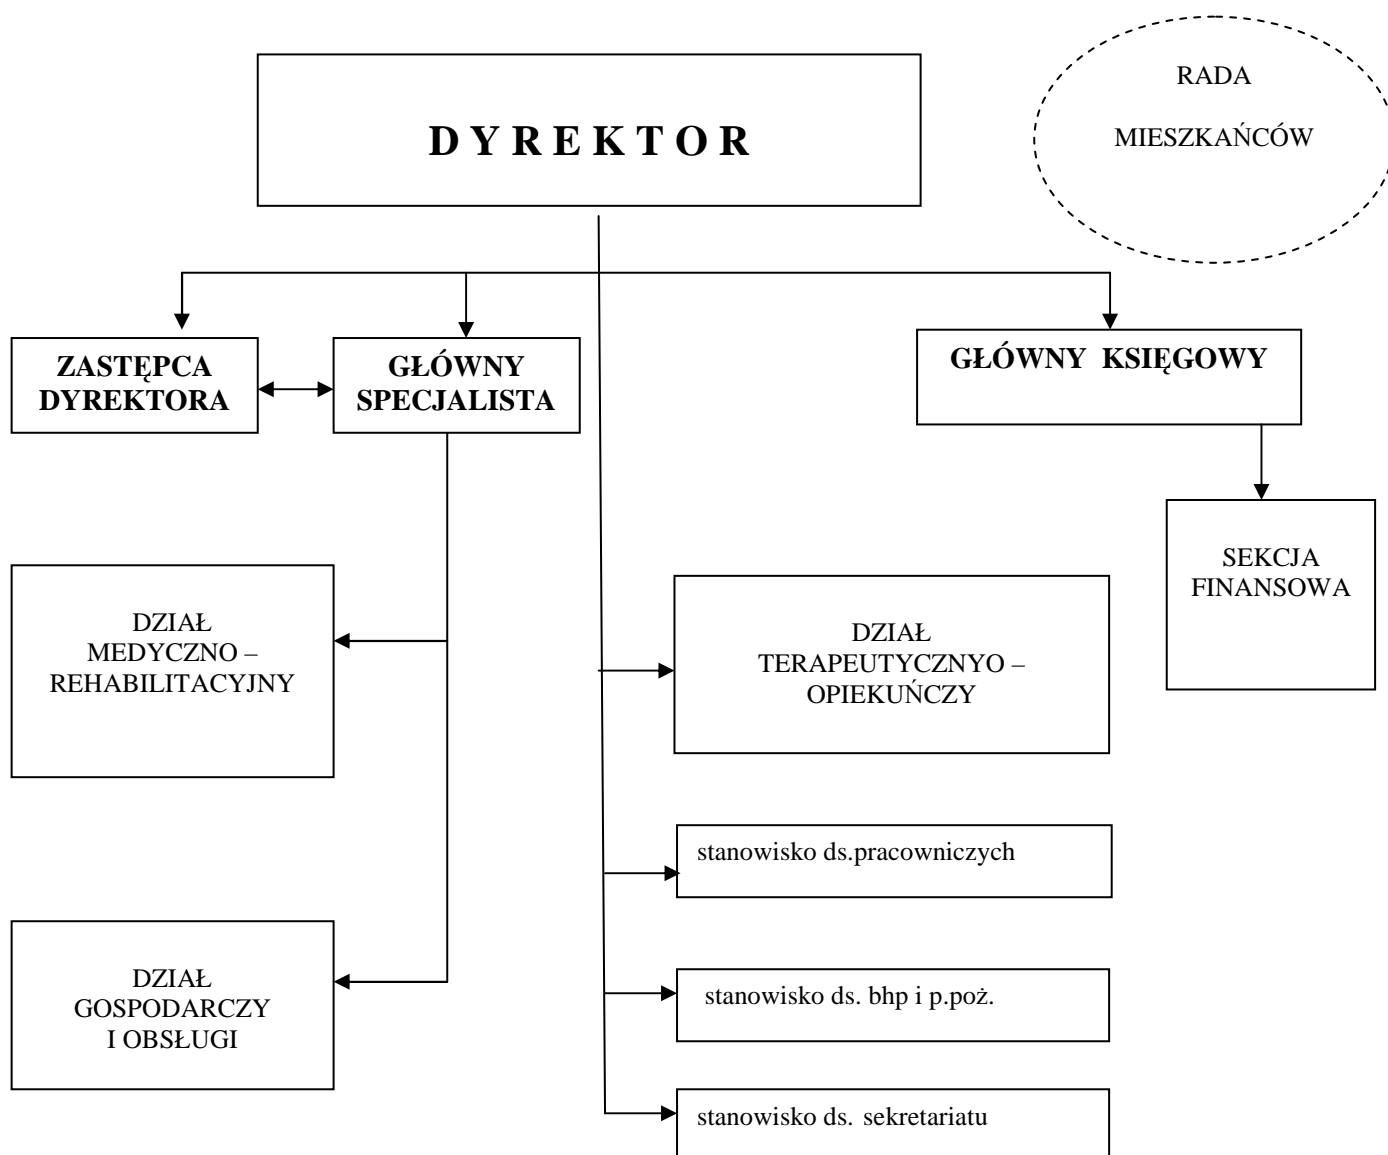 RADA
MIESZKAŃCÓW
D Y R E K T O R
ZASTĘPCA
DYREKTORA
GŁÓWNY
SPECJALISTA
GŁÓWNY KSIĘGOWY
SEKCJA
FINANSOWA
DZIAŁ
MEDYCZNO –
REHABILITACYJNY
DZIAŁ
TERAPEUTYCZNYO –
OPIEKUŃCZY
stanowisko ds.pracowniczych
DZIAŁ
GOSPODARCZY
I OBSŁUGI
stanowisko ds. bhp i p.poż.
stanowisko ds. sekretariatu